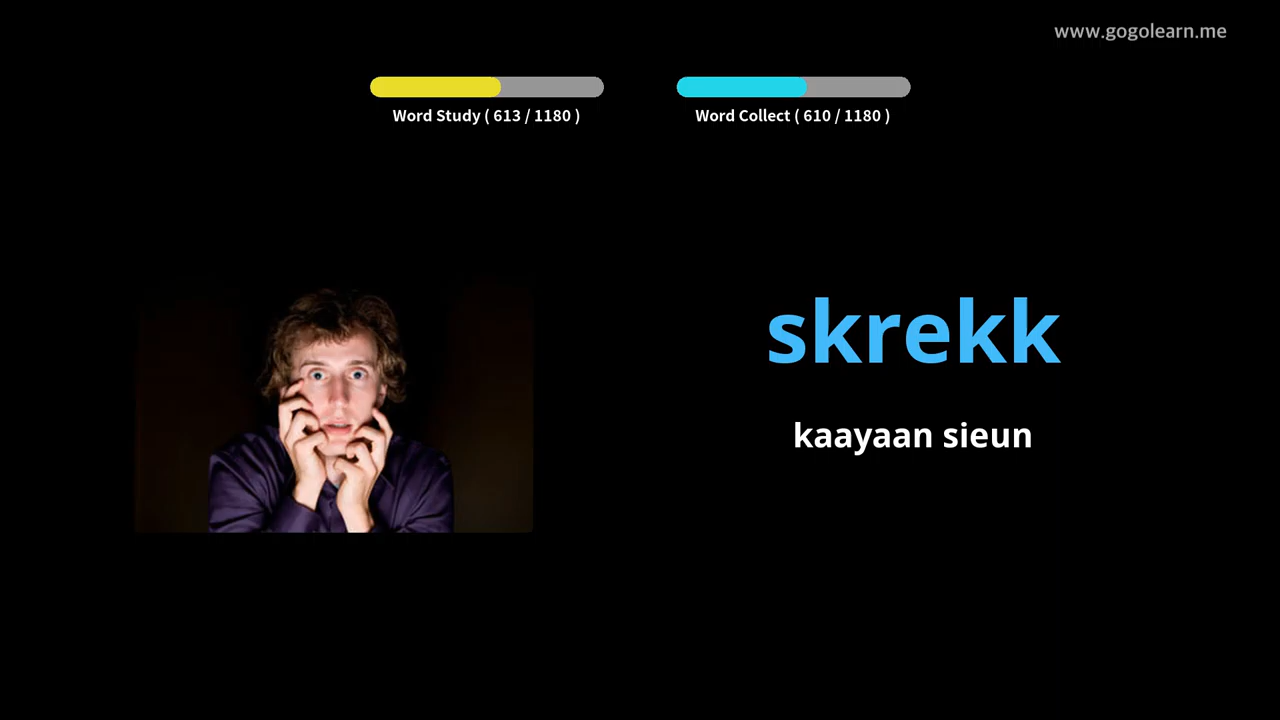 www.gogolearn.me
Word Study ( 613 / 1180 )
Word Collect ( 610 / 1180 )
skrekk
kaayaan sieun